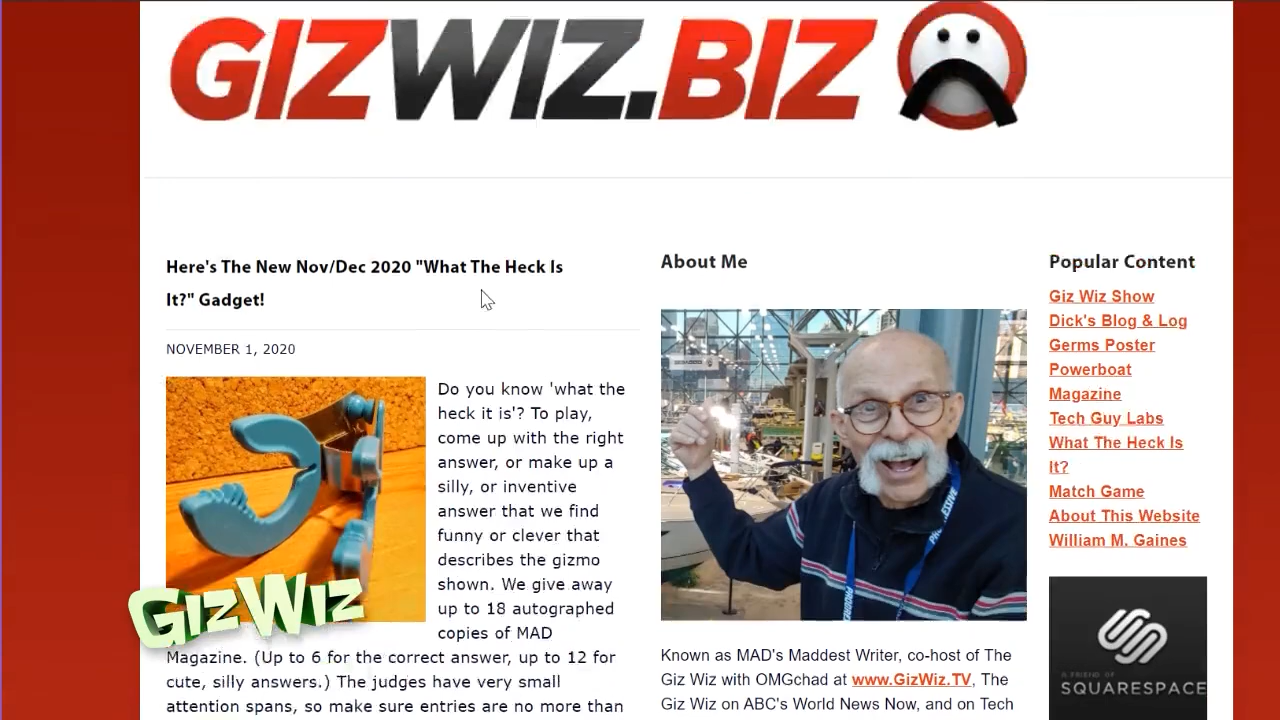 GIZWIZ.BIZ
Here's The New Nov/Dec 2020 "What The Heck Is
It?" Gadget!
NOVEMBER 1, 2020
Do you know 'what the
heck it is'? To play,
come up with the right
answer, or make up a
silly, or inventive
answer that we find
funny or clever that
describes the gizmo
shown. We give away
up to 18 autographed
copies of MAD
Magazine. (Up to 6 for the correct answer, up to 12 for
cute, silly answers.) The judges have very small
attention spans, so make sure entries are no more than
GizWiz
About Me
Known as MAD's Maddest Writer, co-host of The
Giz Wiz with OMGchad at www.GizWiz.TV, The
Giz Wiz on ABC's World News Now, and on Tech
Popular Content
Giz Wiz Show
Dick's Blog & Log
Germs Poster
Powerboat
Magazine
Tech Guy Labs
What The Heck Is
It?
Match Game
About This Website
William M. Gaines
A FRIEND OF
SQUARESPACE